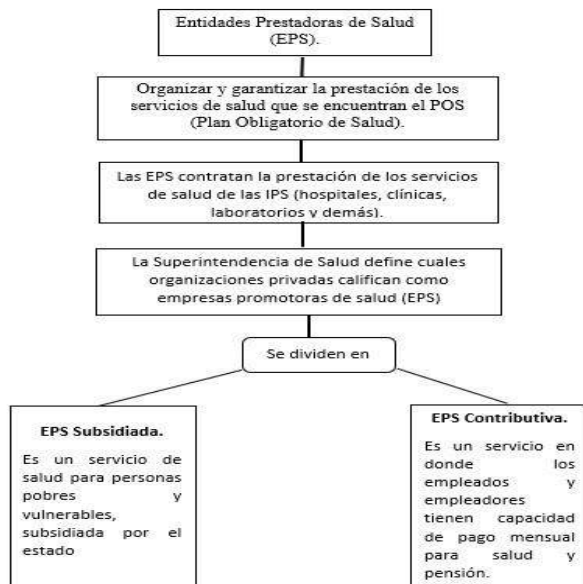 Entidades Prestadoras de Salud
(EPS).
Organizar y garantizar la prestación de los
servicios de salud que se encuentran el POS
(Plan Obligatorio de Salud).
Las EPS contratan la prestación de los servicios
de salud de las IPS (hospitales, clínicas,
laboratorios y demás).
La Superintendencia de Salud define cuales
organizaciones privadas califican como
empresas promotoras de salud (EPS)
Se dividen en
EPS Subsidiada.
Es un servicio de
salud para personas
pobres y
vulnerables,
subsidiada por el
estado
EPS Contributiva.
Es un servicio en
donde los
empleados y
empleadores
tienen capacidad
de pago mensual
para salud y
pensión.